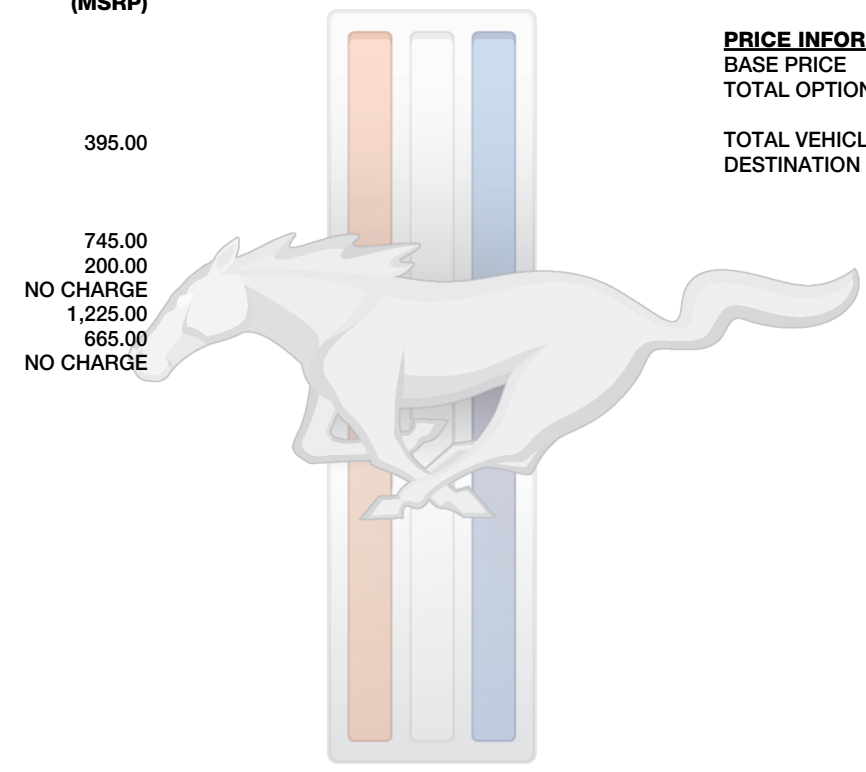 (MSRP)
395.00
745.00
200.00
NO CHARGE
1,225.00
665.00
NO CHARGE
PRICE INFOR
BASE PRICE
TOTAL OPTION
TOTAL VEHICL
DESTINATION